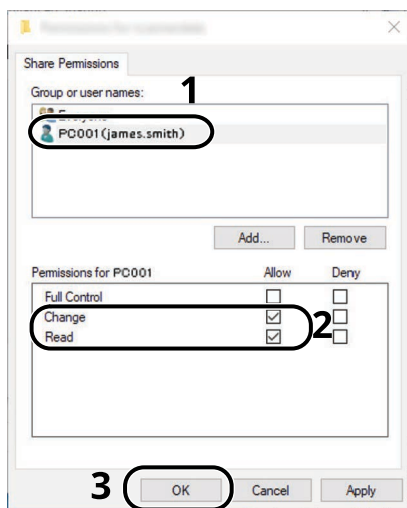 Share Permissions
1
Group or user names:
Everyone
PC001(james.smith)
Add... Remove
Permissions for PC001 Allow Deny
Full Control
Change
2
Read
3
OK Cancel Apply